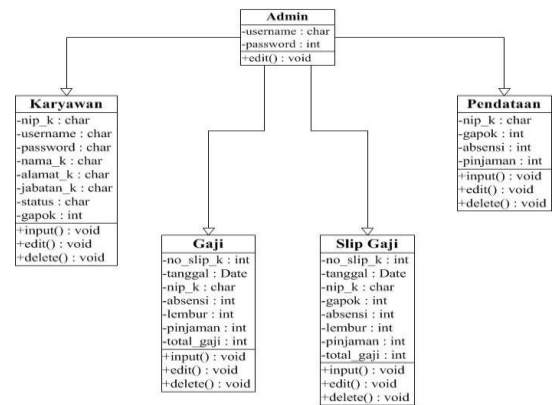 Admin
-username : char
-password : int
+edit() : void
Karyawan
-nip_k : char
-username : char
-password : char
-nama_k : char
-alamat_k : char
-jabatan_k : char
-status : char
-gapok : int
+input() : void
+edit() : void
+delete() : void
Gaji
-no_slip_k : int
-tanggal : Date
-nip_k : char
-absensi : int
-lembur : int
-pinjaman : int
-total_gaji : int
+input() : void
+edit() : void
+delete() : void
Slip Gaji
-no_slip_k : int
-tanggal : Date
-nip_k : char
-gapok : int
-absensi : int
-lembur : int
-pinjaman : int
-total_gaji : int
+input() : void
+edit() : void
+delete() : void
Pendataan
-nip_k : char
-gapok : int
-absensi : int
-pinjaman : int
+input() : void
+edit() : void
+delete() : void